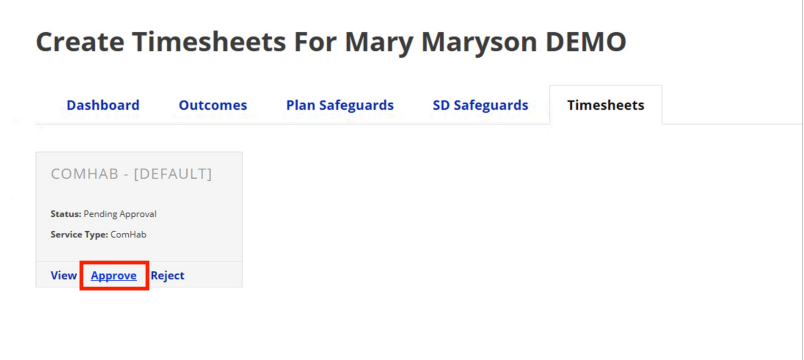 Create Timesheets For Mary Maryson DEMO
Dashboard Outcomes Plan Safeguards SD Safeguards Timesheets
COMHAB - [DEFAULT]
Status: Pending Approval
Service Type: ComHab
View Approve Reject